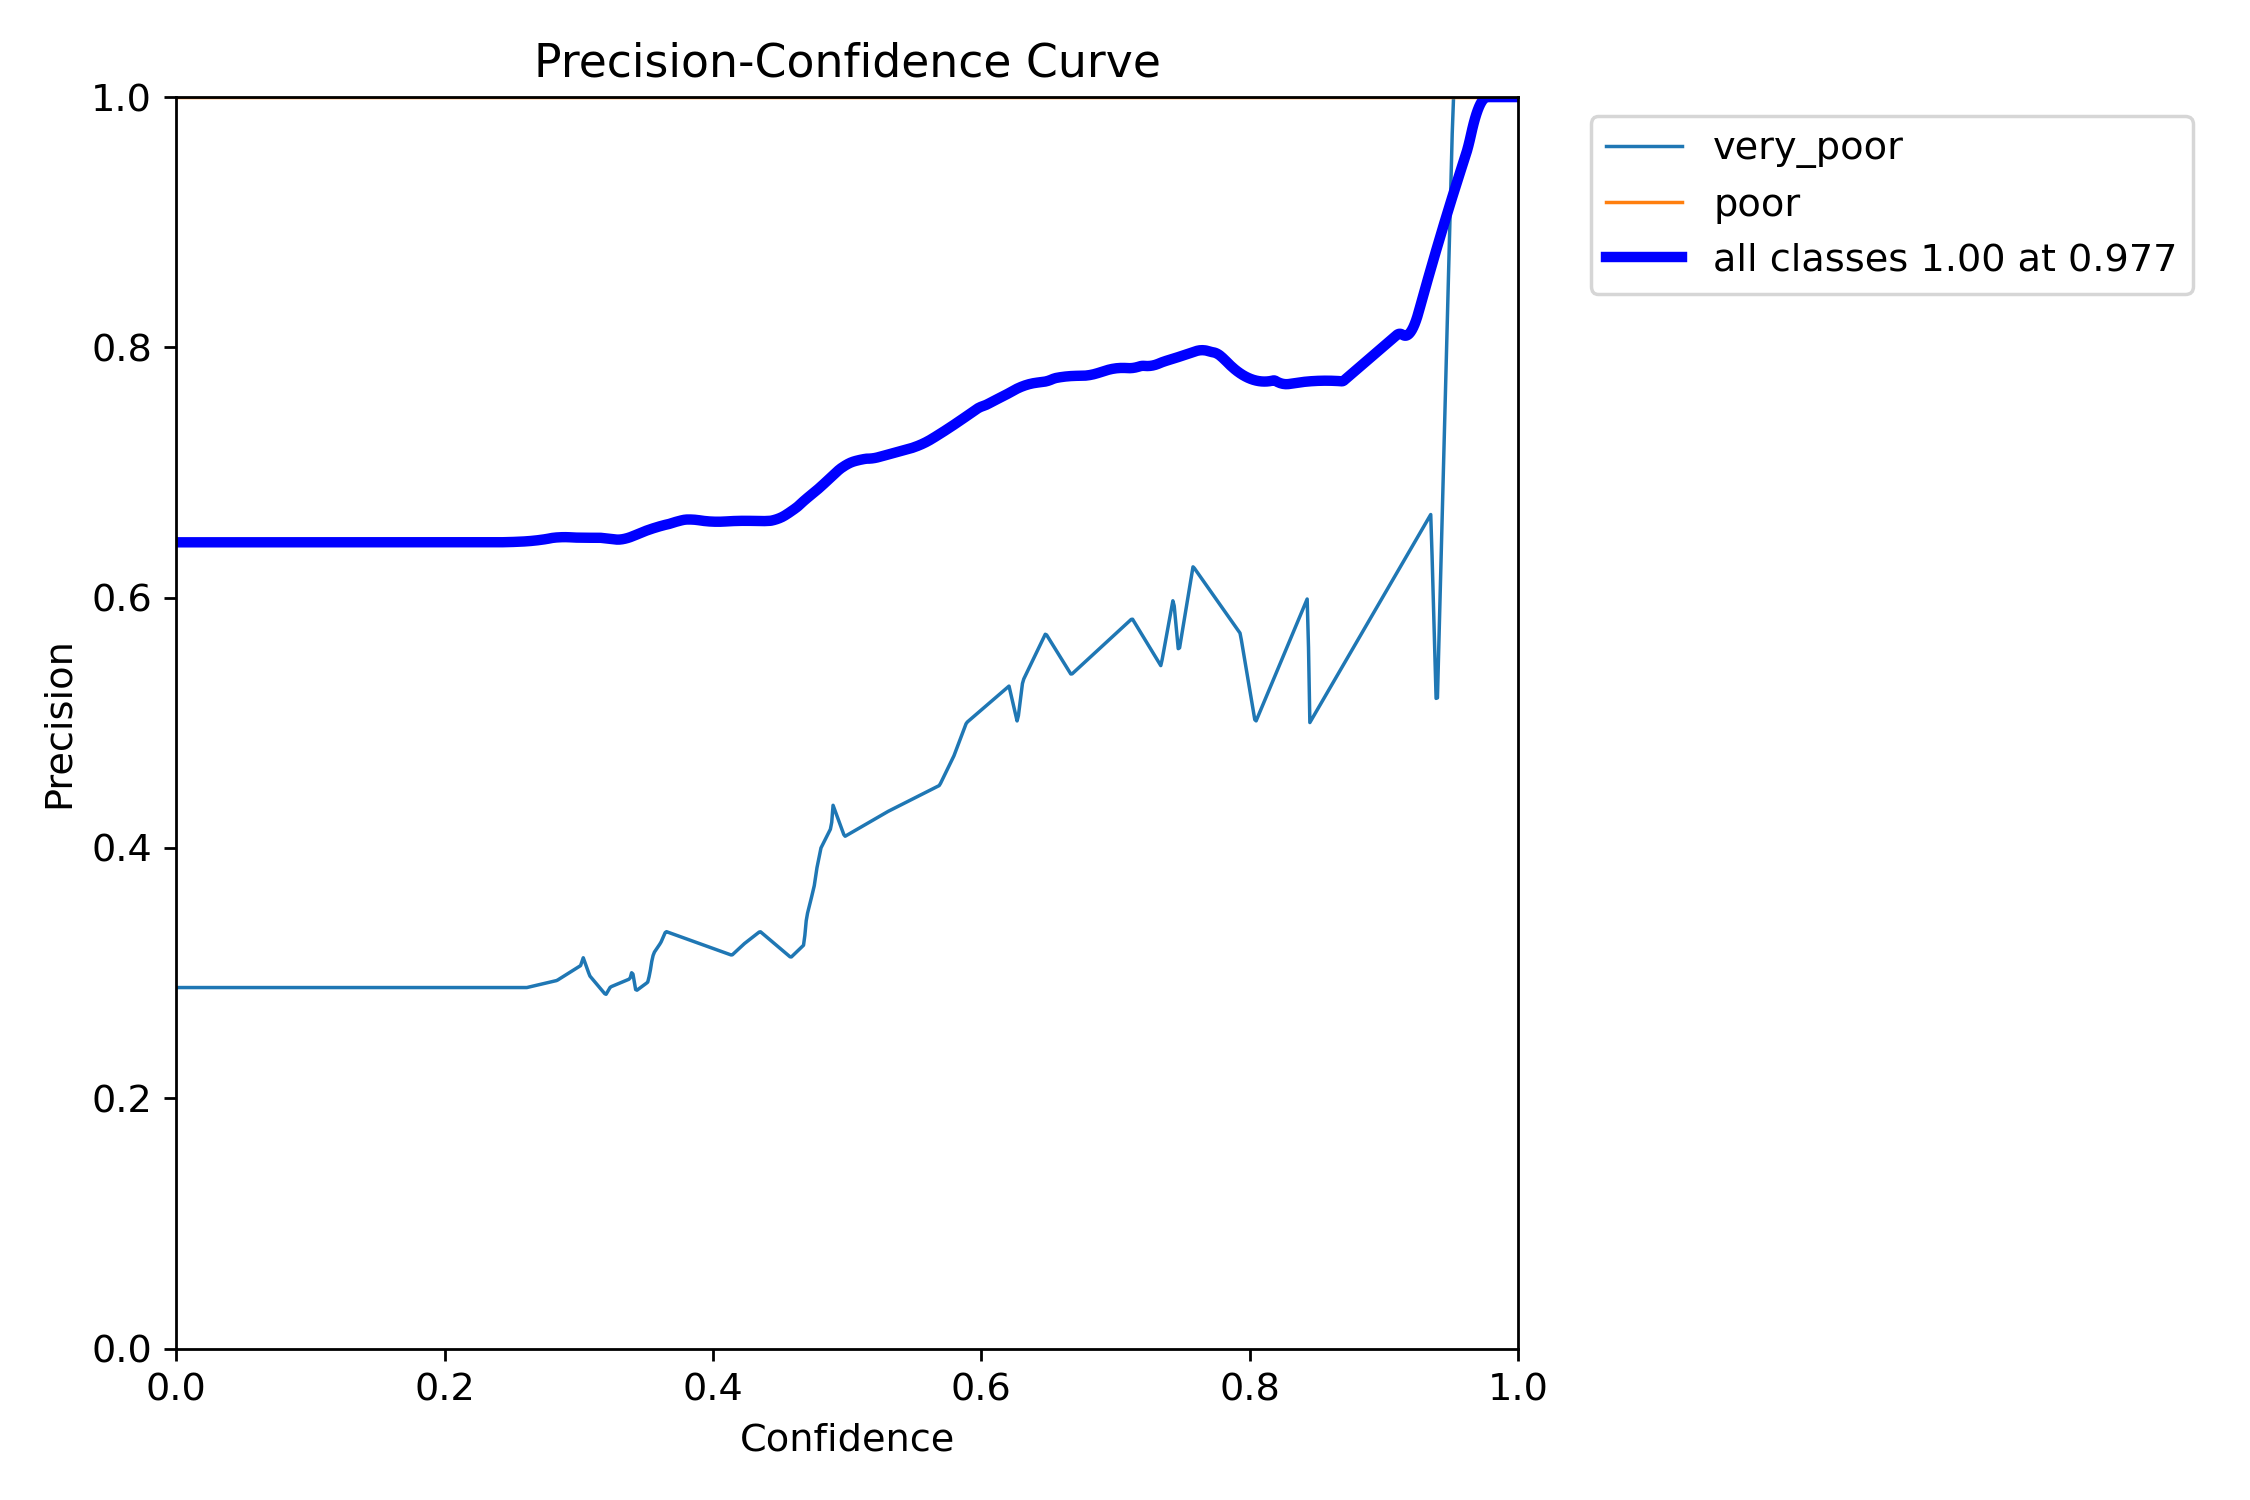 Precision-Confidence Curve
1.0
0.8
0.6
0.4
0.2
0.0
Precision
0.0 0.2 0.4 0.6 0.8 1.0
Confidence
very_poor
poor
all classes 1.00 at 0.977